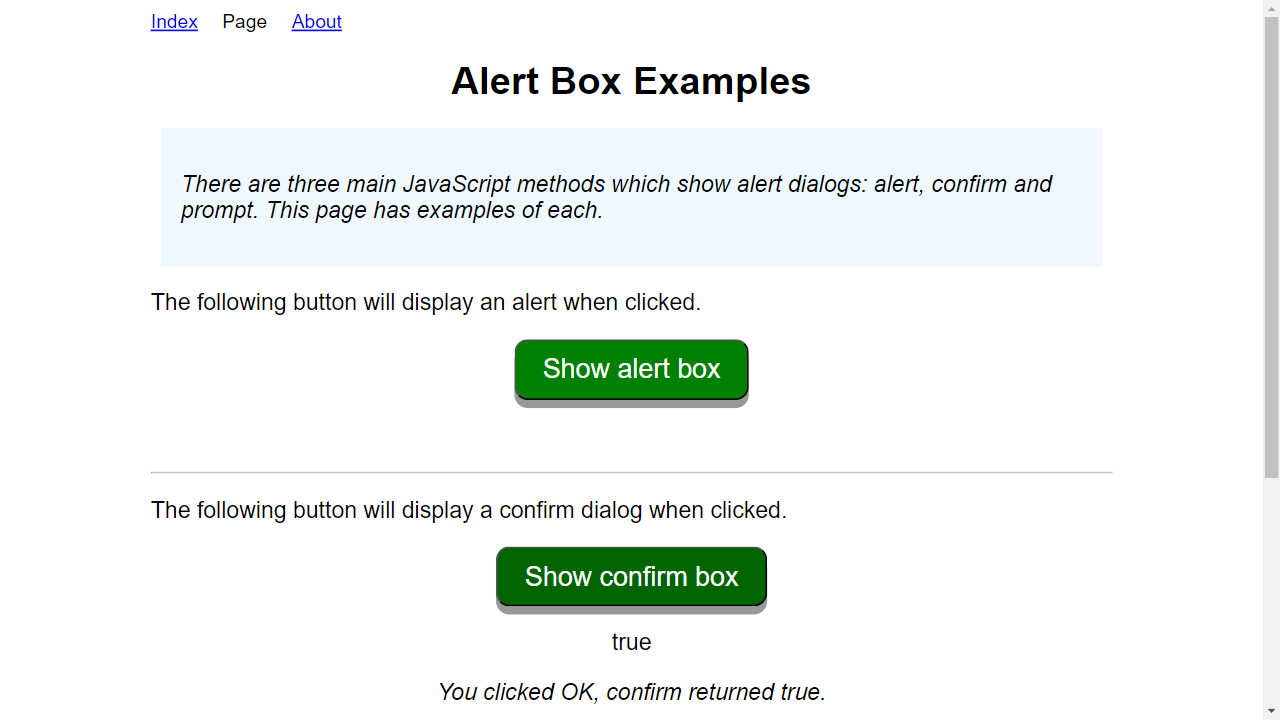 Index Page About
Alert Box Examples
There are three main JavaScript methods which show alert dialogs: alert, confirm and
prompt. This page has examples of each.
The following button will display an alert when clicked.
Show alert box
The following button will display a confirm dialog when clicked.
Show confirm box
true
You clicked OK, confirm returned true.